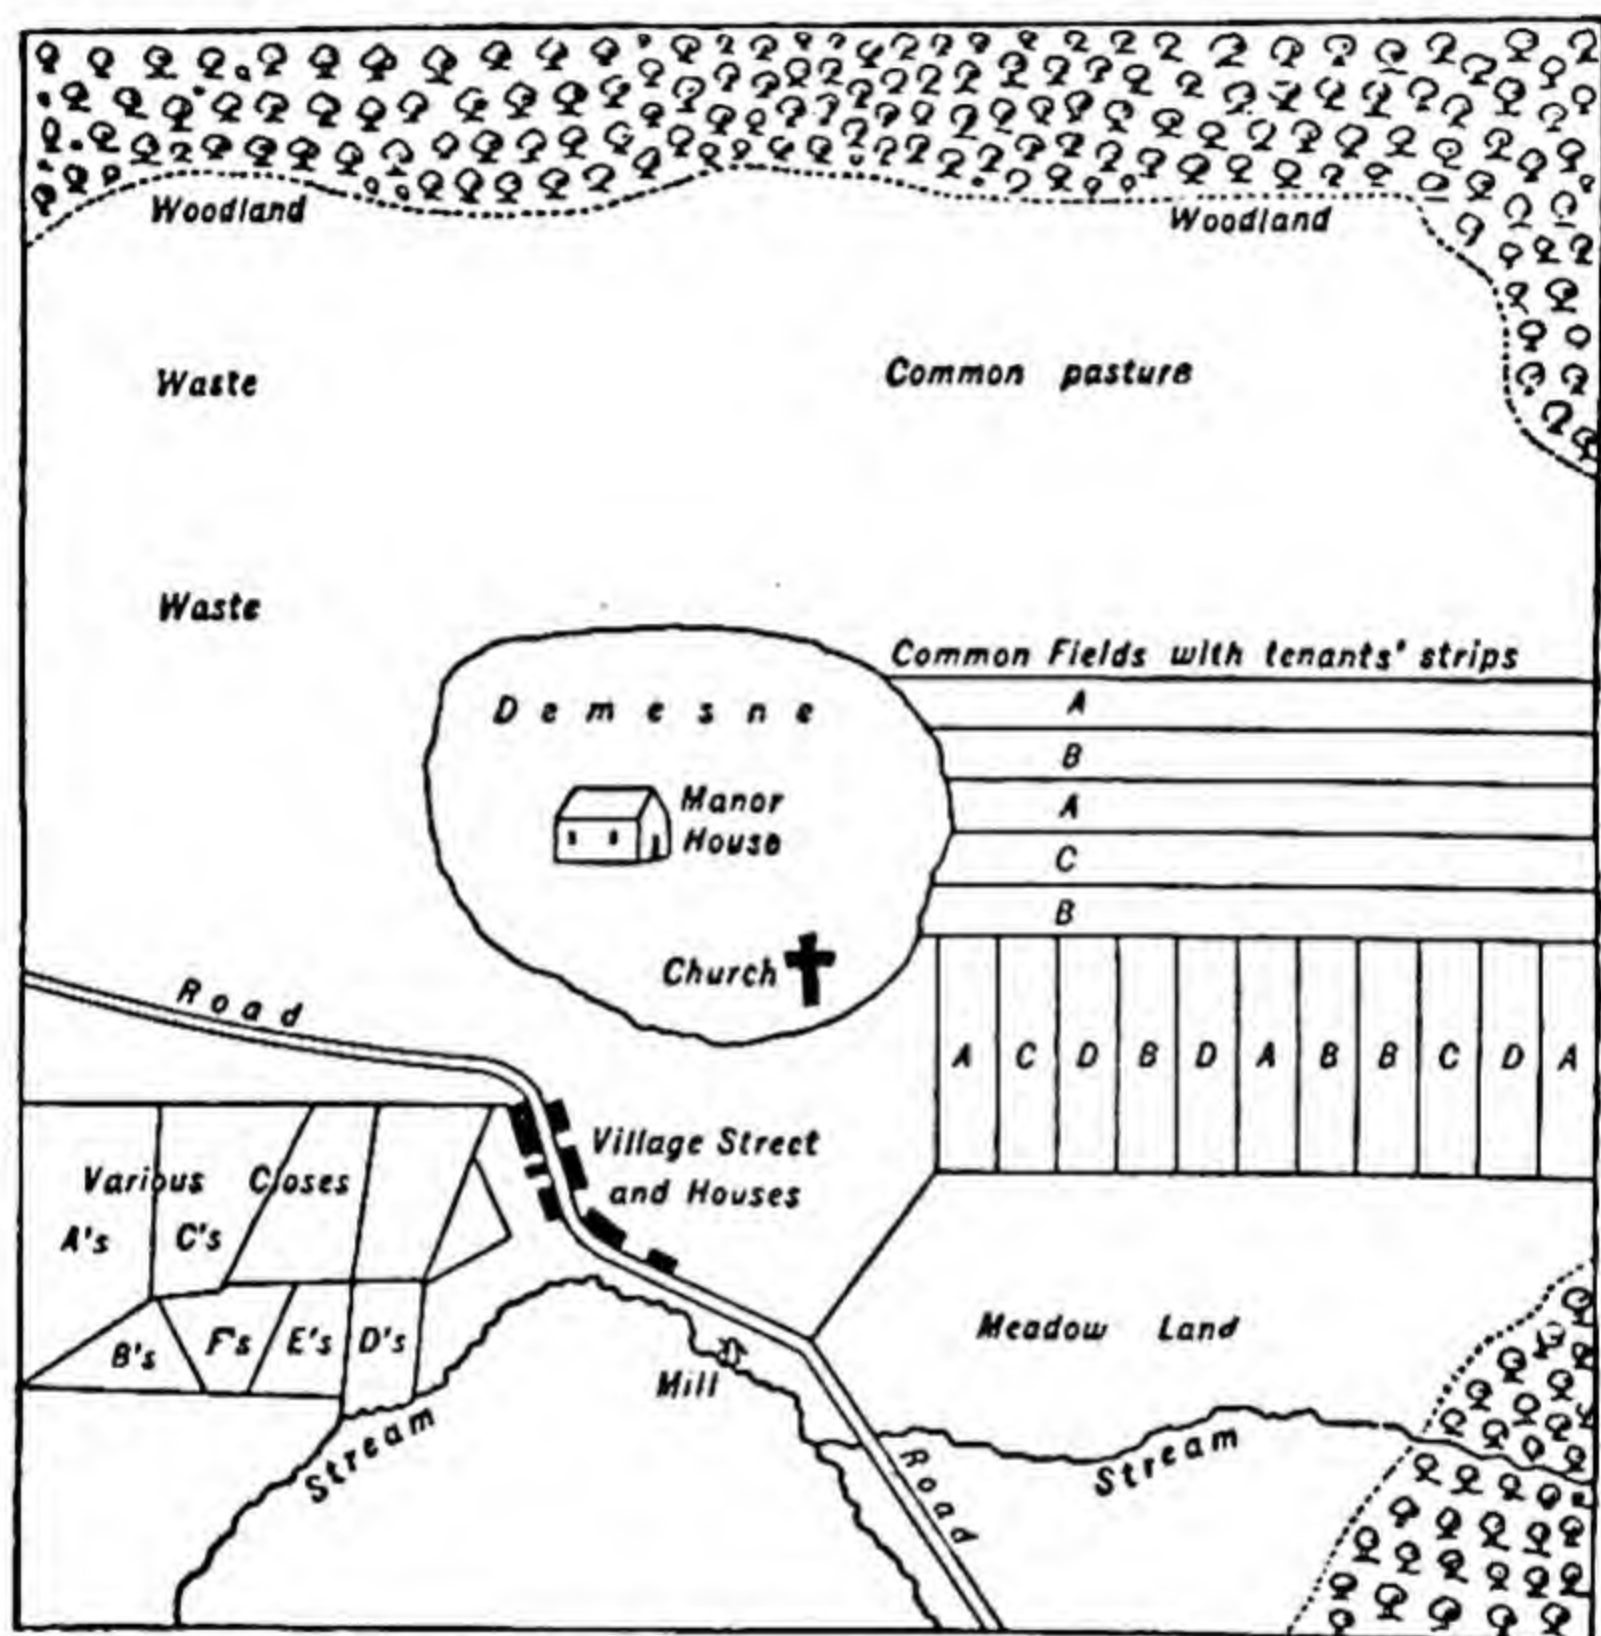 Woodland
Woodland
Waste
Common pasture
Waste
Common Fields with tenants' strips
Demesne
A
B
Manor
House
A
C
B
Church
Road
A C D B D A B B C D A
Village Street
and Houses
Various Closes
A's C's
Meadow Land
B's F's E's D's
Mill
Stream
Stream
Road